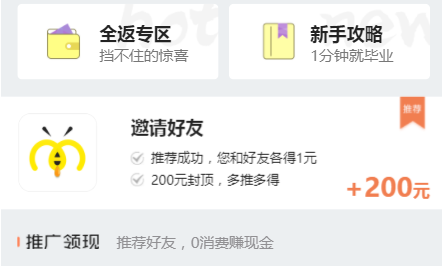 hot
new
全返专区
挡不住的惊喜
新手攻略
1分钟就毕业
推荐
邀请好友
推荐成功，您和好友各得1元
200元封顶，多推多得
+200元
推广领现
推荐好友，0消费赚现金